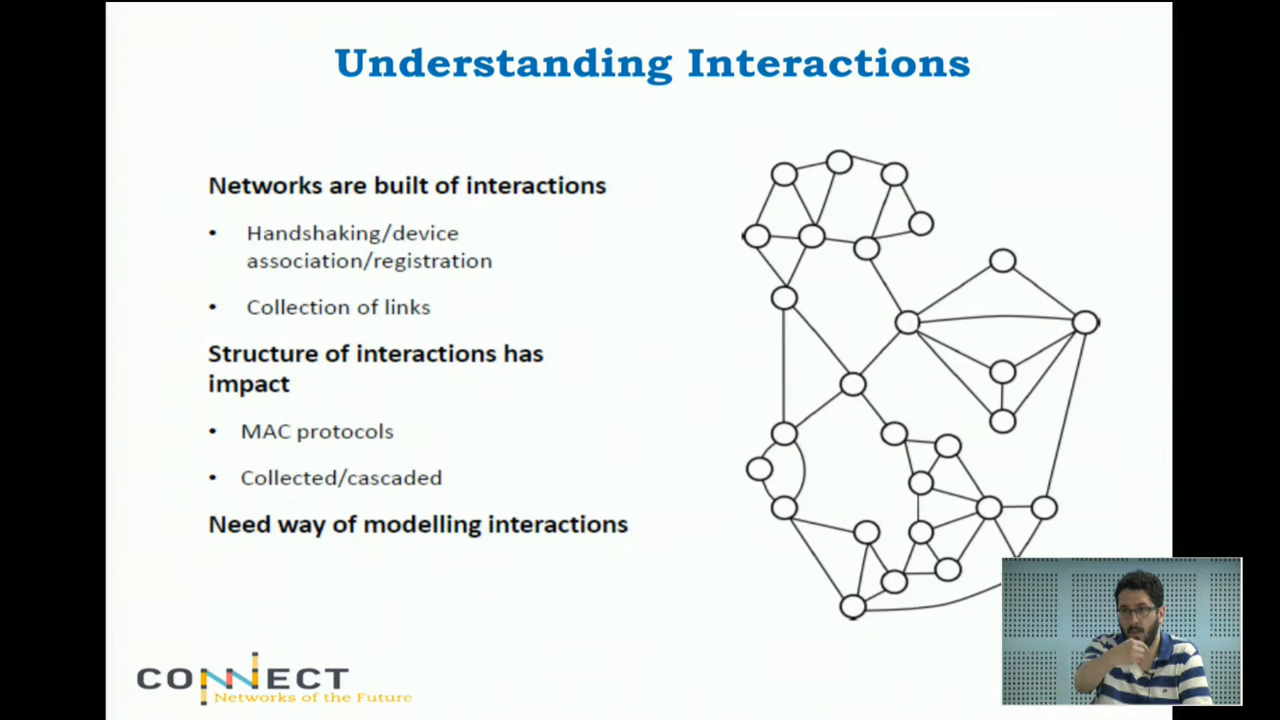 Understanding Interactions
Networks are built of interactions
• Handshaking/device
association/registration
• Collection of links
Structure of interactions has
impact
• MAC protocols
• Collected/cascaded
Need way of modelling interactions
CONNECT
Networks of the Future